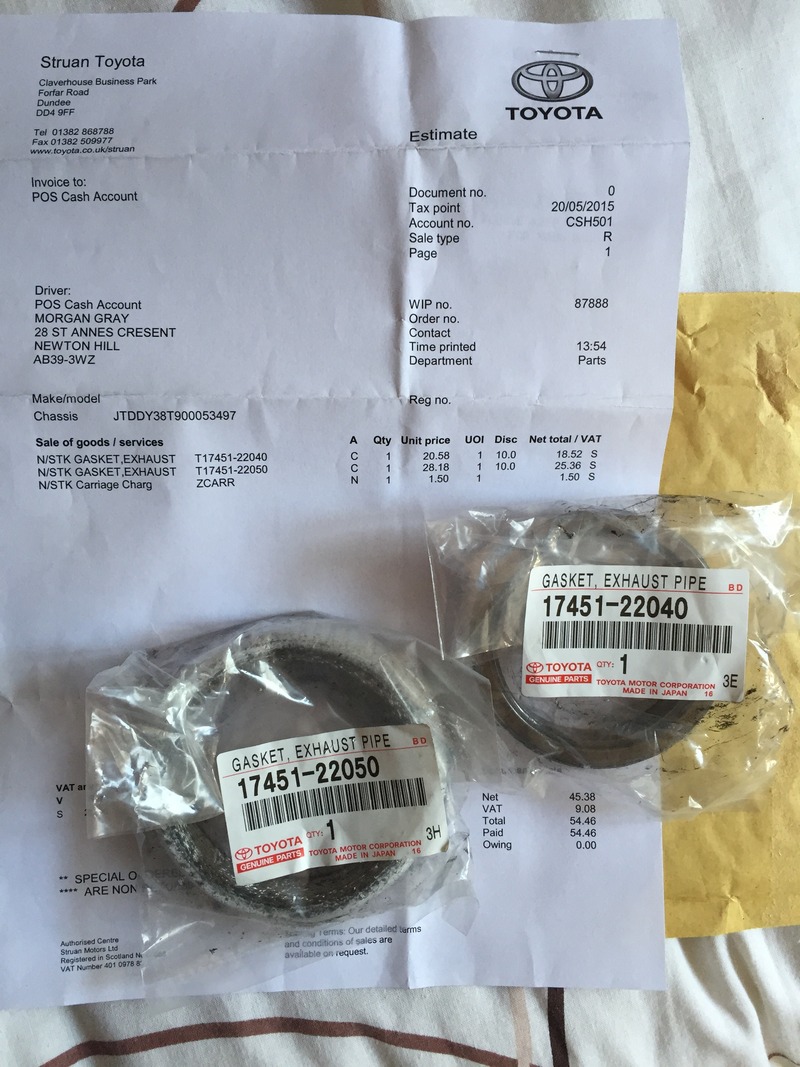 Struan Toyota
Claverhouse Business Park
Forfar Road
Dundee
DD4 9FF
Tel 01382 868788
Fax 01382 509977
www.toyota.co.uk/struan
TOYOTA
Estimate
Invoice to:
POS Cash Account
Document no. 0
Tax point 20/05/2015
Account no. CSH501
Sale type R
Page 1
Driver:
POS Cash Account
MORGAN GRAY
28 ST ANNES CRESENT
NEWTON HILL
AB39-3WZ
WIP no. 87888
Order no.
Contact
Time printed 13:54
Department Parts
Make/model
Reg no.
Chassis JTDDY38T900053497
Sale of goods / services A Qty Unit price UOI Disc Net total / VAT
N/STK GASKET,EXHAUST T17451-22040 C 1 20.58 1 10.0 18.52 S
N/STK GASKET,EXHAUST T17451-22050 C 1 28.18 1 10.0 25.36 S
N/STK Carriage Charg ZCARR N 1 1.50 1 1.50 S
GASKET, EXHAUST PIPE BD
17451-22040
TOYOTA QTY: 1
GENUINE PARTS TOYOTA MOTOR CORPORATION 3E
MADE IN JAPAN 16
GASKET, EXHAUST PIPE BD
17451-22050
TOYOTA QTY: 1 3H
GENUINE PARTS TOYOTA MOTOR CORPORATION
MADE IN JAPAN 16
VAT
V
S
Net 45.38
VAT 9.08
Total 54.46
Paid 54.46
Owing 0.00
** SPECIAL
**** ARE NON
Authorised Centre
Struan Motors Ltd
Registered in Scotland
VAT Number 401 0978
Terms: Our detailed terms
and conditions of sales are
available on request.